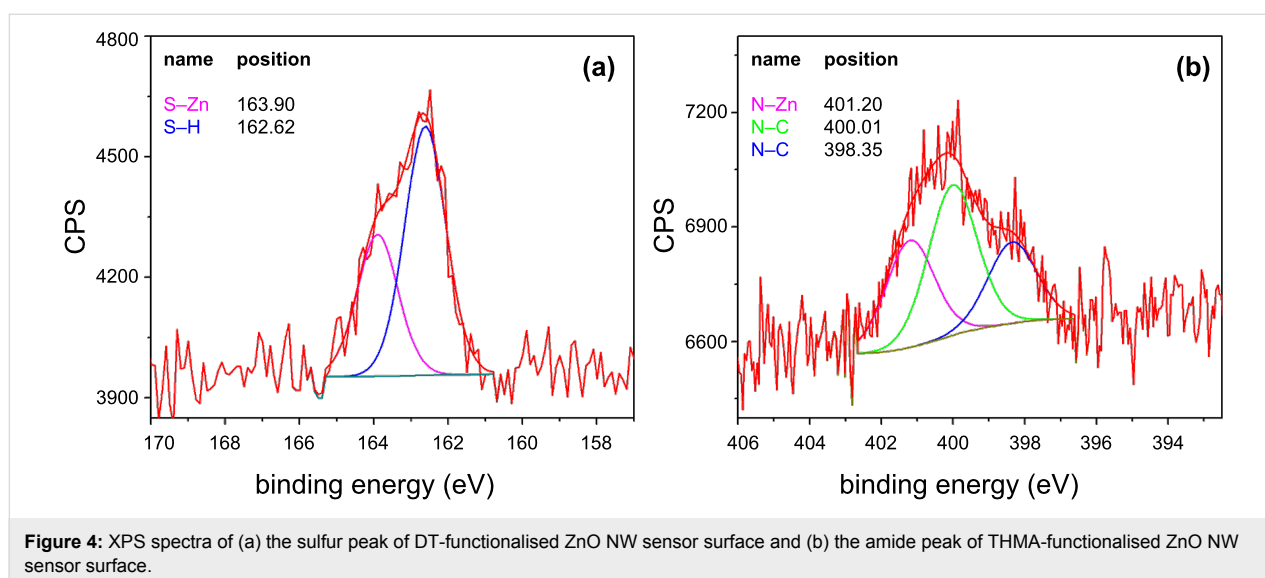 name position
(a)
S–Zn 163.90
S–H 162.62
4800
4500
4200
3900
CPS
170 168 166 164 162 160 158
binding energy (eV)
name position
(b)
N–Zn 401.20
N–C 400.01
N–C 398.35
7200
6900
6600
CPS
406 404 402 400 398 396 394
binding energy (eV)
Figure 4: XPS spectra of (a) the sulfur peak of DT-functionalised ZnO NW sensor surface and (b) the amide peak of THMA-functionalised ZnO NW
sensor surface.